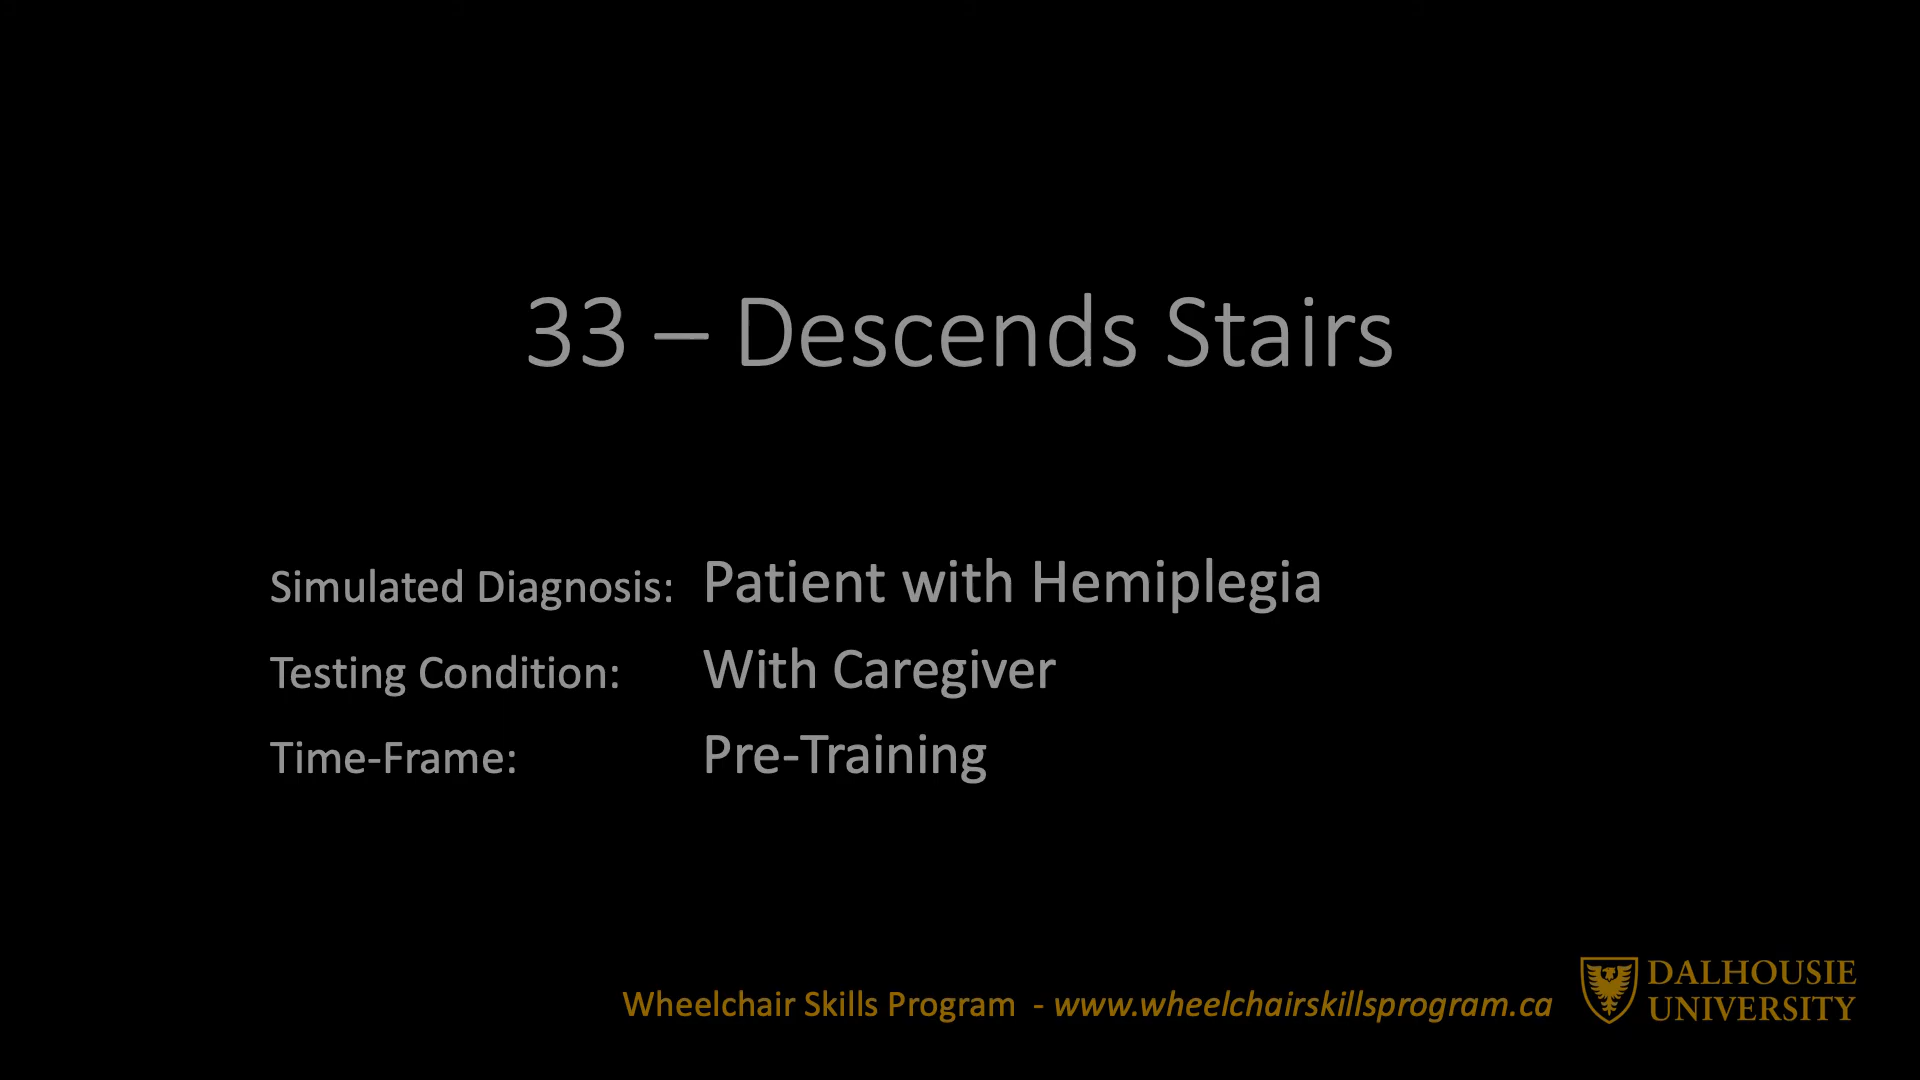 33 – Descends Stairs
Simulated Diagnosis: Patient with Hemiplegia
Testing Condition: With Caregiver
Time-Frame: Pre-Training
Wheelchair Skills Program - www.wheelchairskillsprogram.ca
DALHOUSIE
UNIVERSITY